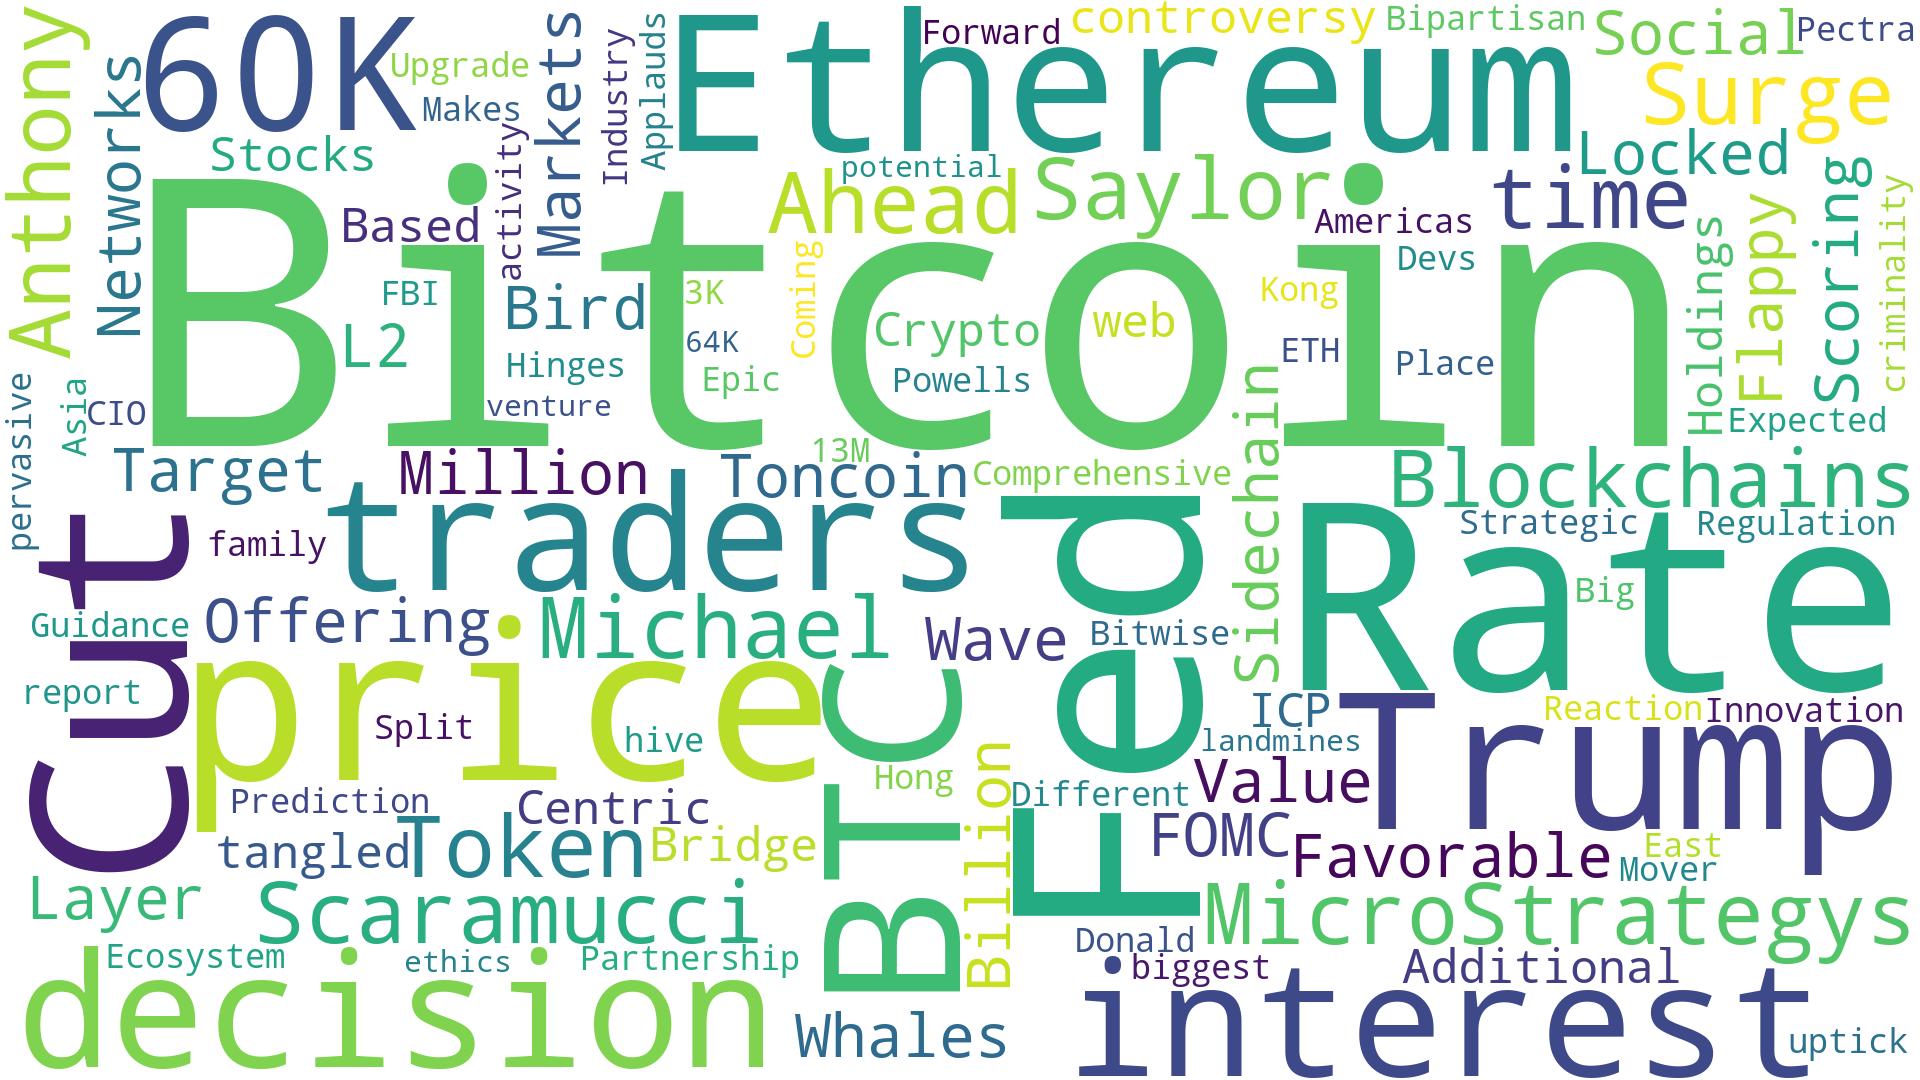 Anthony
Networks
60K
Upgrade
Makes
Stocks
activity
Markets
Industry
Applauds
Ethereum
Forward
controversy
Bipartisan
Social
Pectra
Surge
Locked
potential
Ahead
Saylor
time
Americas
Based
Bitcoin
FBI
L2
Bird
3K
64K
Hinges
Epic
venture
Coming
Crypto
Powells
web
Kong
ETH
Devs
Place
Holdings
Flappy
Scoring
criminality
Expected
pervasive
Asia
CIO
Target
Million
13M
Toncoin
Comprehensive
Sidechain
Blockchains
Strategic
Regulation
Cut
family
traders
Fed
Rate
Big
Guidance
Offering
Michael
Wave
Bitwise
report
price
Split
hive
BTC
Hong
Billion
ICP
landmines
Trump
Reaction
Innovation
Prediction
Centric
Different
Value
tangled
Token
Bridge
FOMC
Favorable
East
Mover
Layer
Scaramucci
MicroStrategys
Ecosystem
ethics
Partnership
Donald
biggest
Additional
decision
Whales
interest
uptick